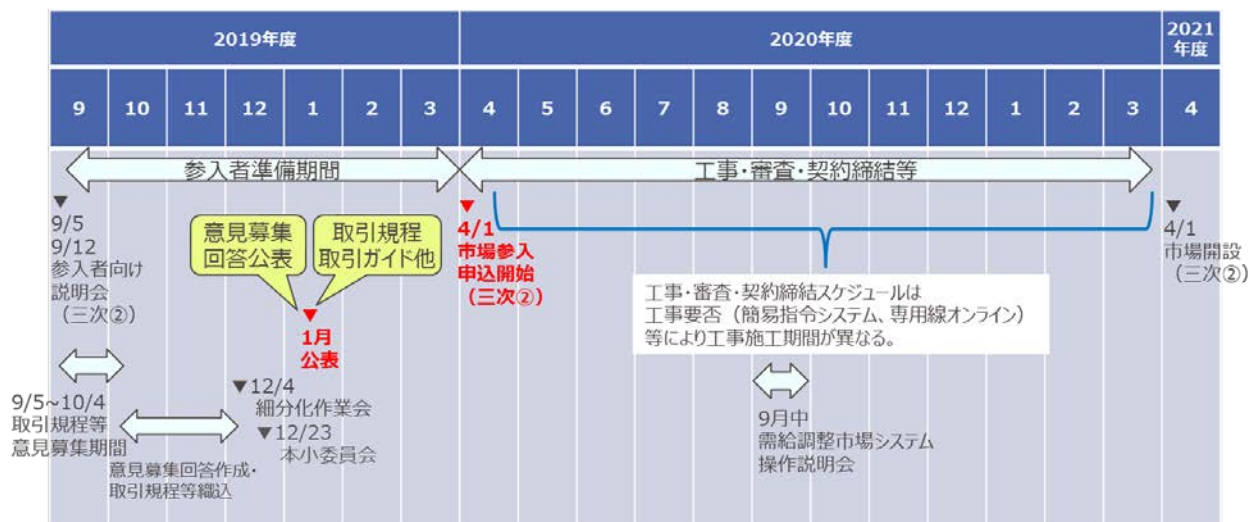 2019年度
2020年度
2021
年度
9
10
11
12
1
2
3
4
5
6
7
8
9
10
11
12
1
2
3
4
参入者準備期間
工事・審査・契約締結等
▼
9/5
9/12
参入者向け
説明会
(三次②)
意見募集
回答公表
取引規程
取引ガイド他
▼
1月
公表
▼
4/1
市場参入
申込開始
(三次②)
▼
4/1
市場開設
(三次②)
工事・審査・契約締結スケジュールは
工事要否(簡易指令システム、専用線オンライン)
等により工事施工期間が異なる。
9/5~10/4
取引規程等
意見募集期間
▼12/4
細分化作業会
▼12/23
本小委員会
意見募集回答作成・
取引規程等織込
9月中
需給調整市場システム
操作説明会